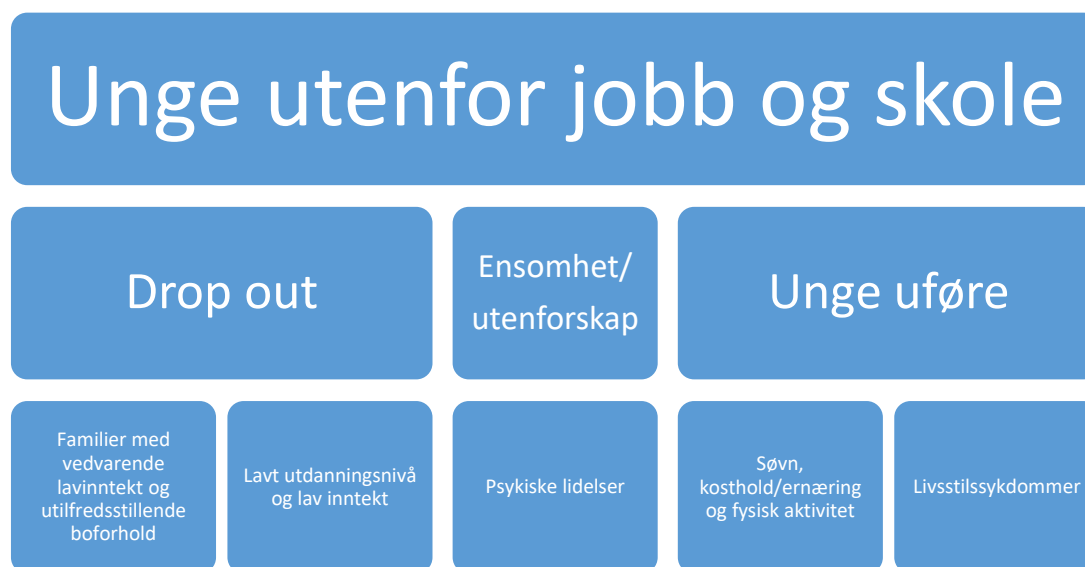 Unge utenfor jobb og skole
Drop out
Ensomhet/
utenforskap
Unge uføre
Familier med
vedvarende
lavinntekt og
utilfredsstillende
boforhold
Lavt utdanningsnivå
og lav inntekt
Psykiske lidelser
Søvn,
kosthold/ernæring
og fysisk aktivitet
Livsstilssykdommer